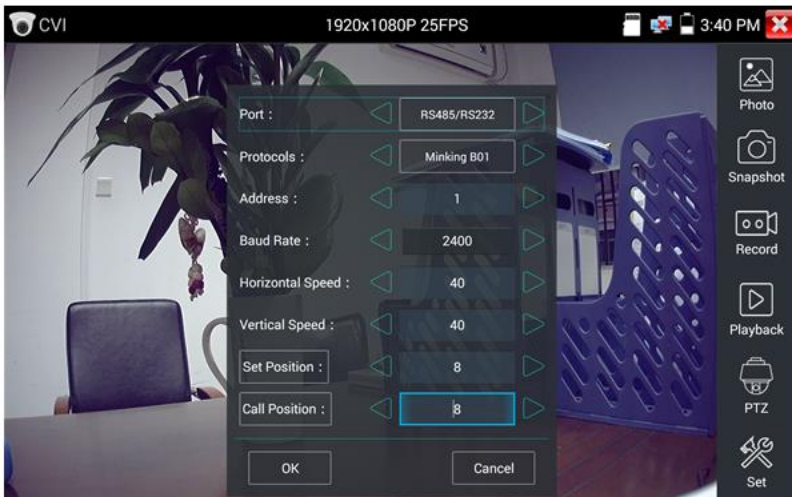 CVI 1920x1080P 25FPS 3:40 PM
Port : RS485/RS232
Protocols : Minking B01
Address : 1
Baud Rate : 2400
Horizontal Speed : 40
Vertical Speed : 40
Set Position : 8
Call Position : 8
OK Cancel
Photo
Snapshot
Record
Playback
PTZ
Set